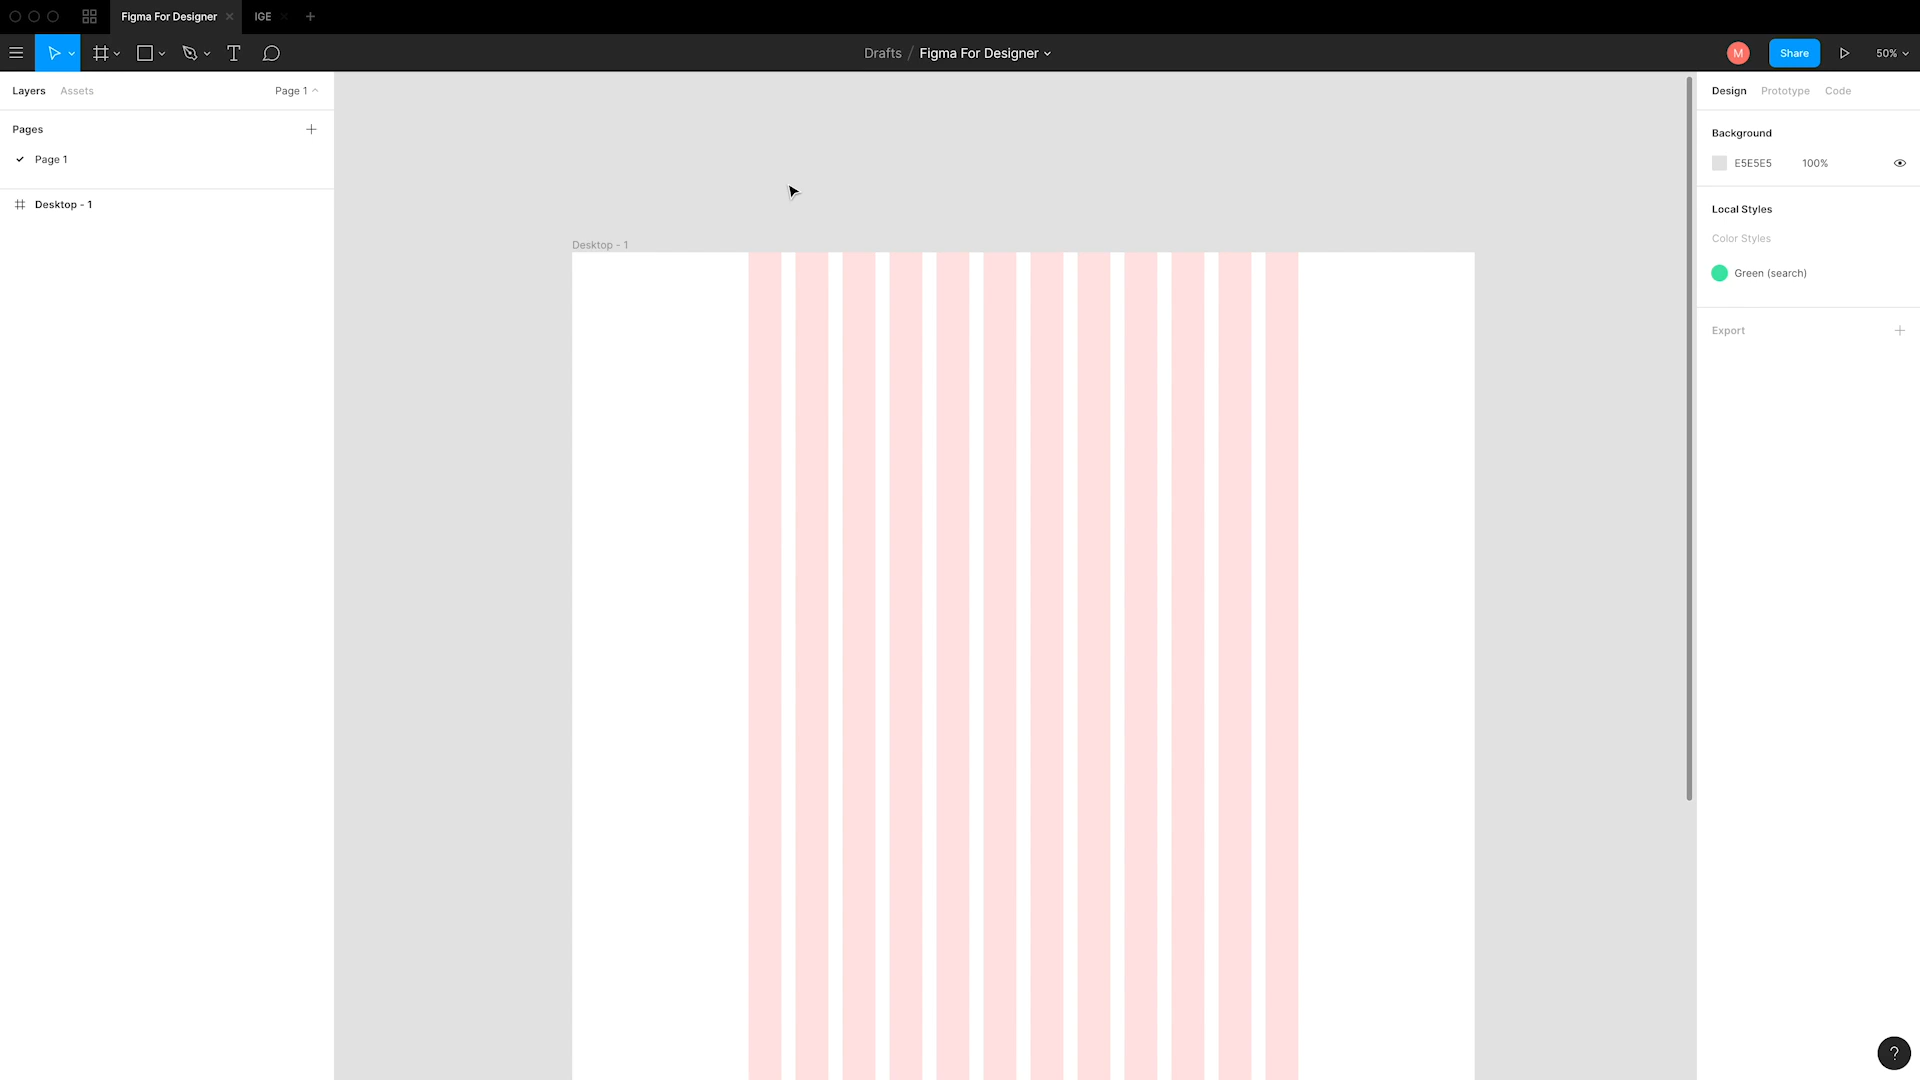 Figma For Designer
IGE
Drafts / Figma For Designer
M
Share
50%
Layers
Assets
Page 1
Pages
Page 1
Desktop - 1
Desktop - 1
Design
Prototype
Code
Background
E5E5E5
100%
Local Styles
Color Styles
Green (search)
Export
?